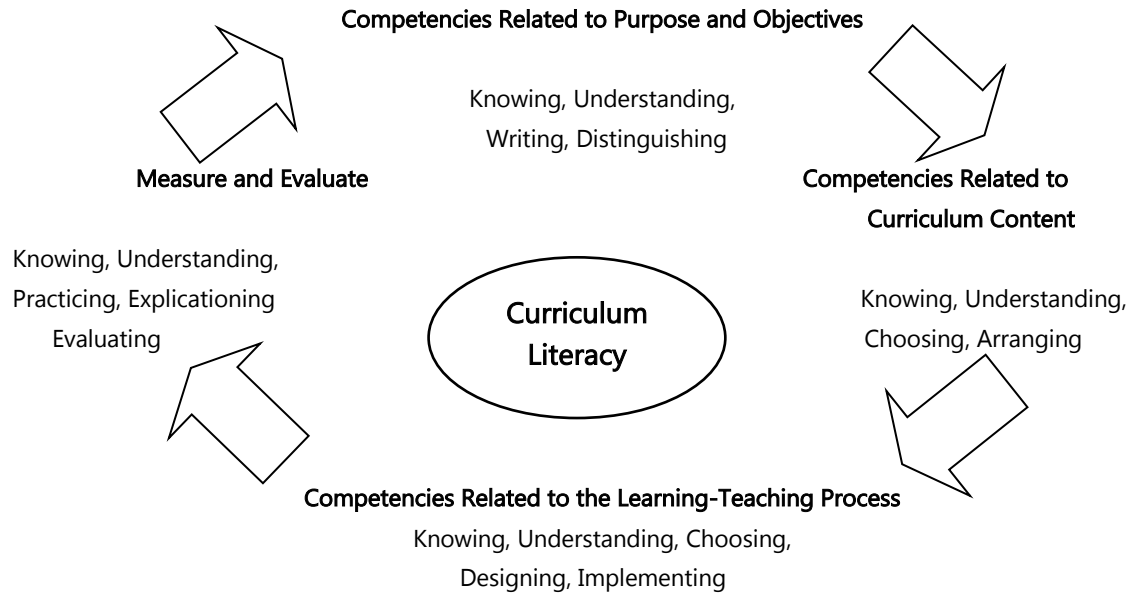 Competencies Related to Purpose and Objectives
Knowing, Understanding,
Writing, Distinguishing
Measure and Evaluate
Knowing, Understanding,
Practicing, Explicationing
Evaluating
Competencies Related to
Curriculum Content
Knowing, Understanding,
Choosing, Arranging
Curriculum
Literacy
Competencies Related to the Learning-Teaching Process
Knowing, Understanding, Choosing,
Designing, Implementing